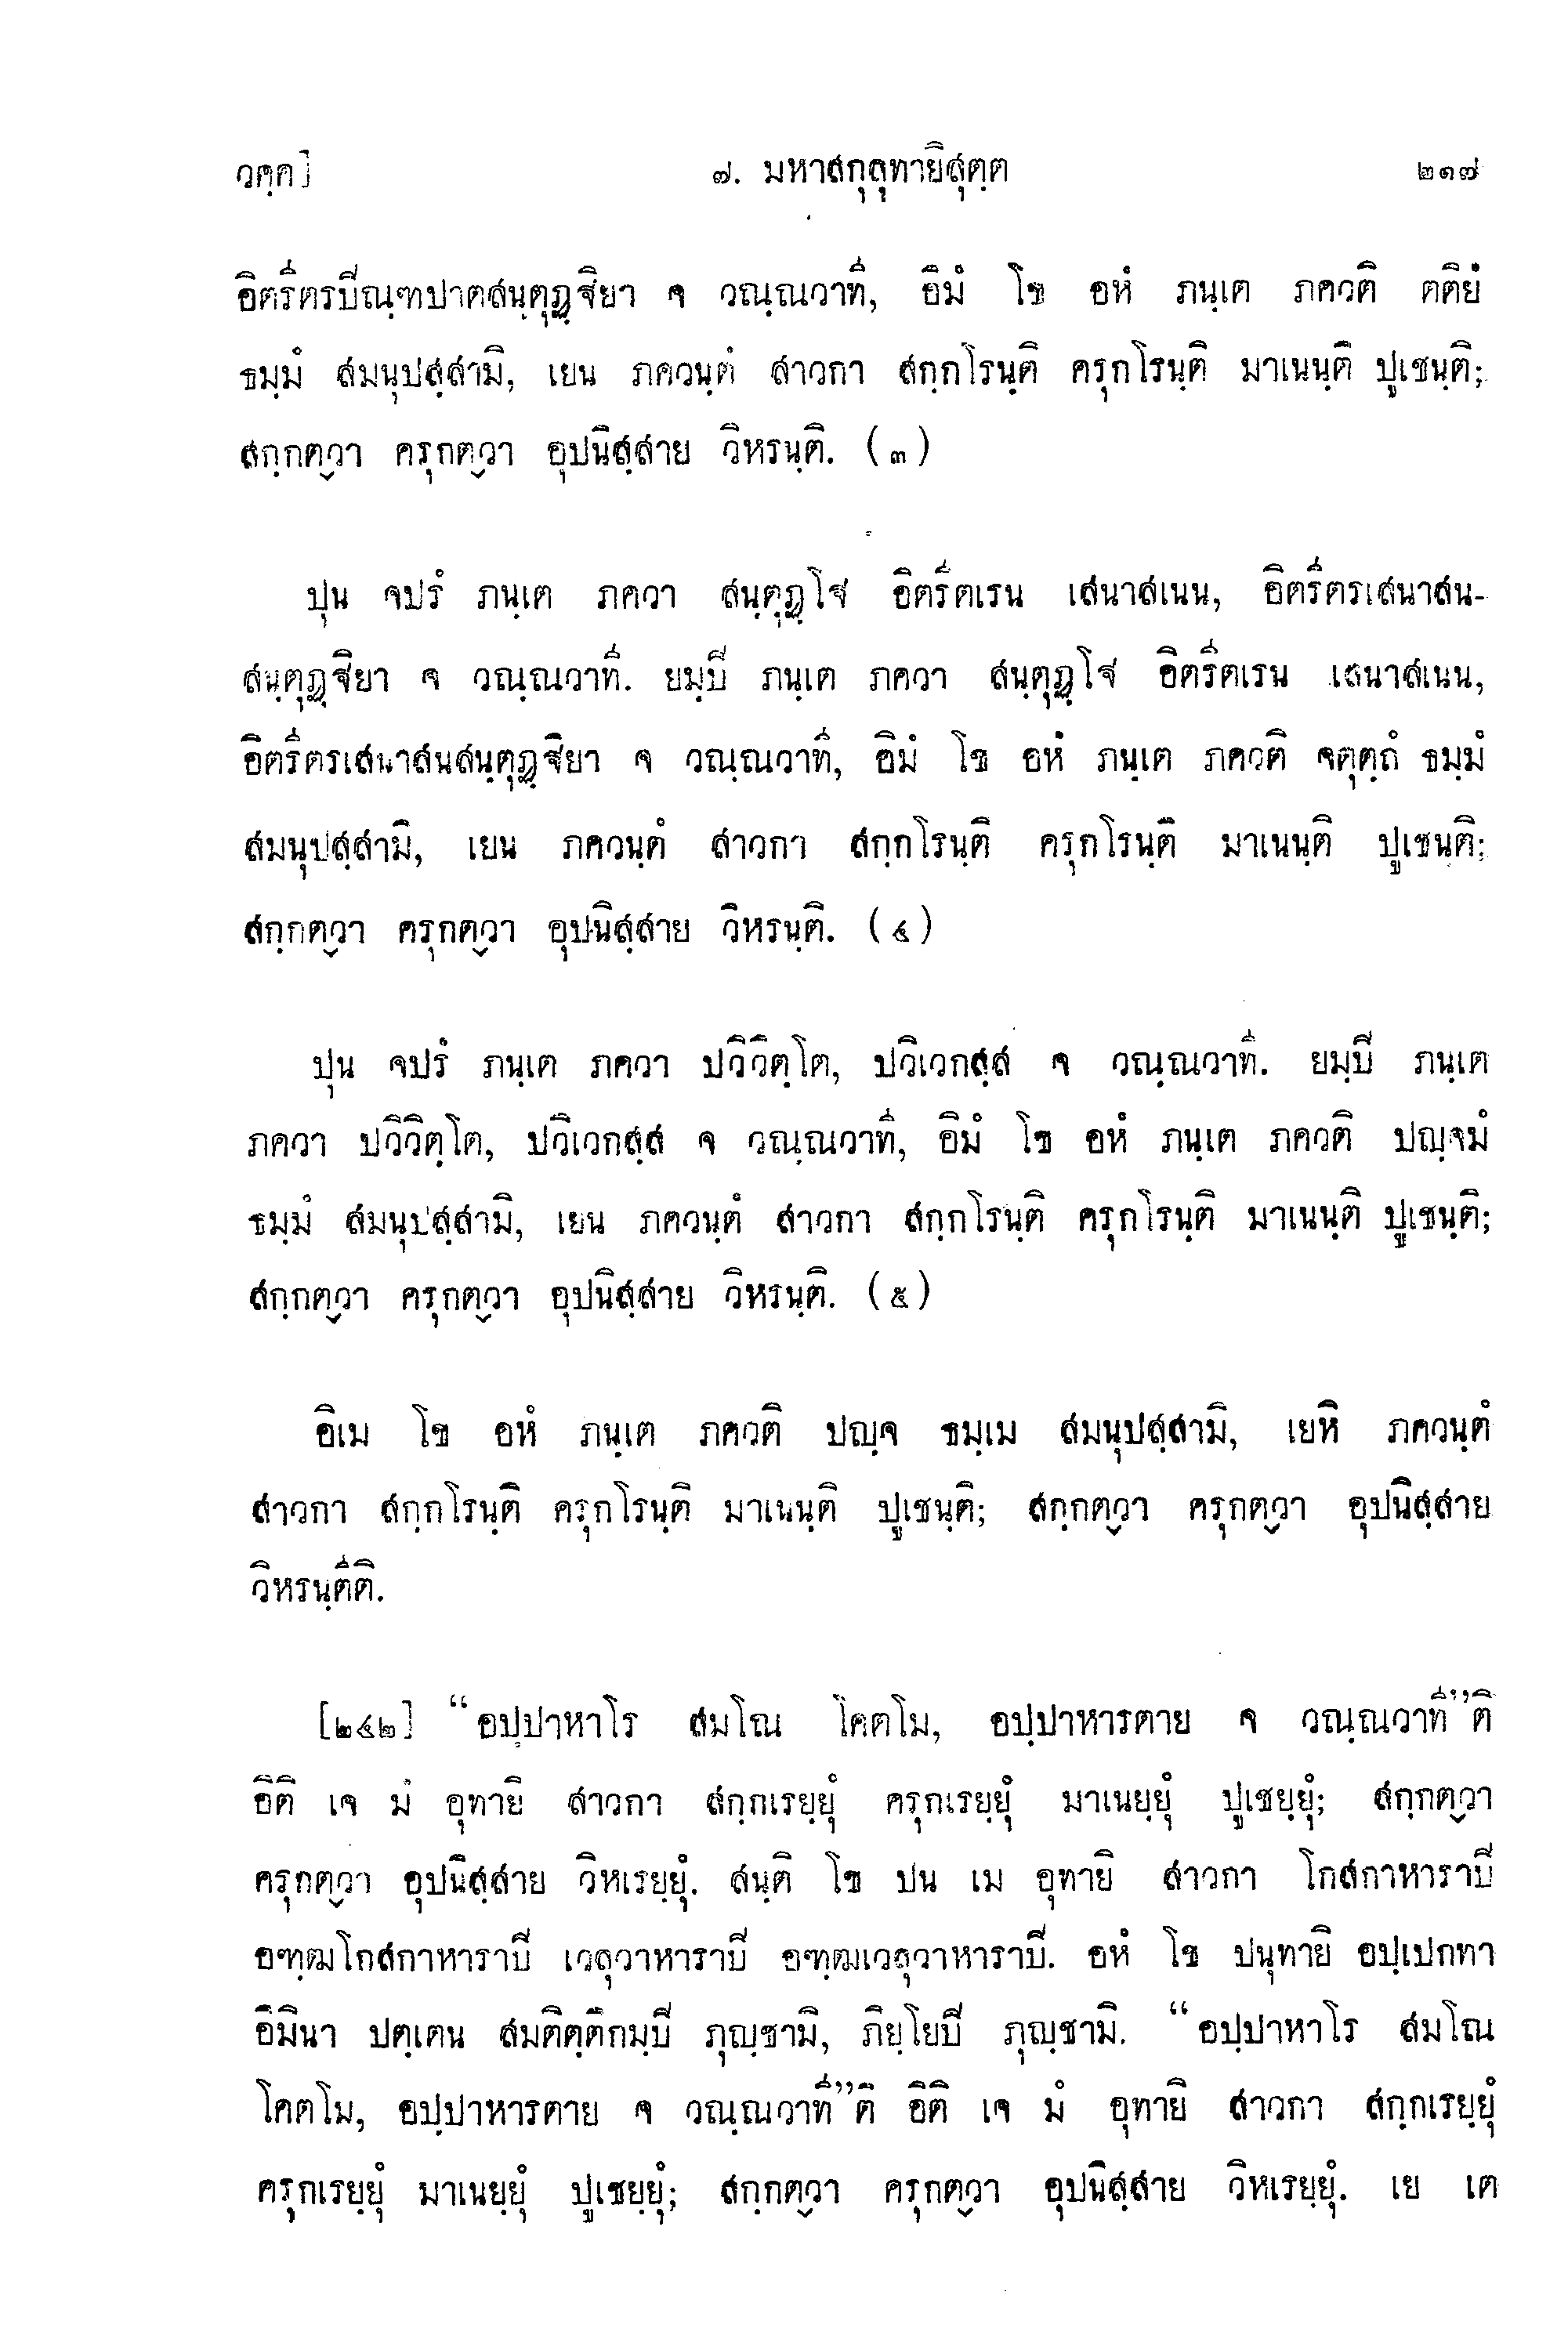 วคฺค]
๗. มหาสกุลุทายิสุตฺต
๒๑๗
อิตรีตรปิณฺฑปาตสนฺตุฏฺฐิยา จ วณฺณวาที, อิมํ โข อหํ ภนฺเต ภควติ ตติยํ
ธมฺมํ สมนุปสฺสามิ, เยน ภควนฺตํ สาวกา สกฺกโรนฺติ ครุกโรนฺติ มาเนนฺติ ปูเชนฺติ;
สกฺกตฺวา ครุกตฺวา อุปนิสฺสาย วิหรนฺติ. (๓)
ปุน จปรํ ภนฺเต ภควา สนฺตุฏฺโฐ อิตรีตเรน เสนาสเนน, อิตรีตรเสนาสน-
สนฺตุฏฺฐิยา จ วณฺณวาที. ยมฺปิ ภนฺเต ภควา สนฺตุฏฺโฐ อิตรีตเรน เสนาสเนน,
อิตรีตรเสนาสนสนฺตุฏฺฐิยา จ วณฺณวาที, อิมํ โข อหํ ภนฺเต ภควติ จตุตฺถํ ธมฺมํ
สมนุปสฺสามิ, เยน ภควนฺตํ สาวกา สกฺกโรนฺติ ครุกโรนฺติ มาเนนฺติ ปูเชนฺติ;
สกฺกตฺวา ครุกตฺวา อุปนิสฺสาย วิหรนฺติ. (๔)
ปุน จปรํ ภนฺเต ภควา ปวิวิตฺโต, ปวิเวกสฺส จ วณฺณวาที. ยมฺปิ ภนฺเต
ภควา ปวิวิตฺโต, ปวิเวกสฺส จ วณฺณวาที, อิมํ โข อหํ ภนฺเต ภควติ ปญฺจมํ
ธมฺมํ สมนุปสฺสามิ, เยน ภควนฺตํ สาวกา สกฺกโรนฺติ ครุกโรนฺติ มาเนนฺติ ปูเชนฺติ;
สกฺกตฺวา ครุกตฺวา อุปนิสฺสาย วิหรนฺติ. (๕)
อิเม โข อหํ ภนฺเต ภควติ ปญฺจ ธมฺเม สมนุปสฺสามิ, เยหิ ภควนฺตํ
สาวกา สกฺกโรนฺติ ครุกโรนฺติ มาเนนฺติ ปูเชนฺติ; สกฺกตฺวา ครุกตฺวา อุปนิสฺสาย
วิหรนฺตีติ.
[๒๔๒] “อปฺปาหาโร สมโณ โคตโม, อปฺปาหารตาย จ วณฺณวาที”ติ
อิติ เจ มํ อุทายิ สาวกา สกฺกเรยฺยุํ ครุกเรยฺยุํ มาเนยฺยุํ ปูเชยฺยุํ; สกฺกตฺวา
ครุกตฺวา อุปนิสฺสาย วิหเรยฺยุํ. สนฺติ โข ปน เม อุทายิ สาวกา โกสกาหาราปิ
อฑฺฒโกสกาหาราปิ เวลุวาหาราปิ อฑฺฒเวลุวาหาราปิ. อหํ โข ปนุทายิ อปฺเปกทา
อิมินา ปตฺเตน สมติตฺติกมฺปิ ภุญฺชามิ, ภิยฺโยปิ ภุญฺชามิ. “อปฺปาหาโร สมโณ
โคตโม, อปฺปาหารตาย จ วณฺณวาที”ติ อิติ เจ มํ อุทายิ สาวกา สกฺกเรยฺยุํ
ครุกเรยฺยุํ มาเนยฺยุํ ปูเชยฺยุํ; สกฺกตฺวา ครุกตฺวา อุปนิสฺสาย วิหเรยฺยุํ. เย เต